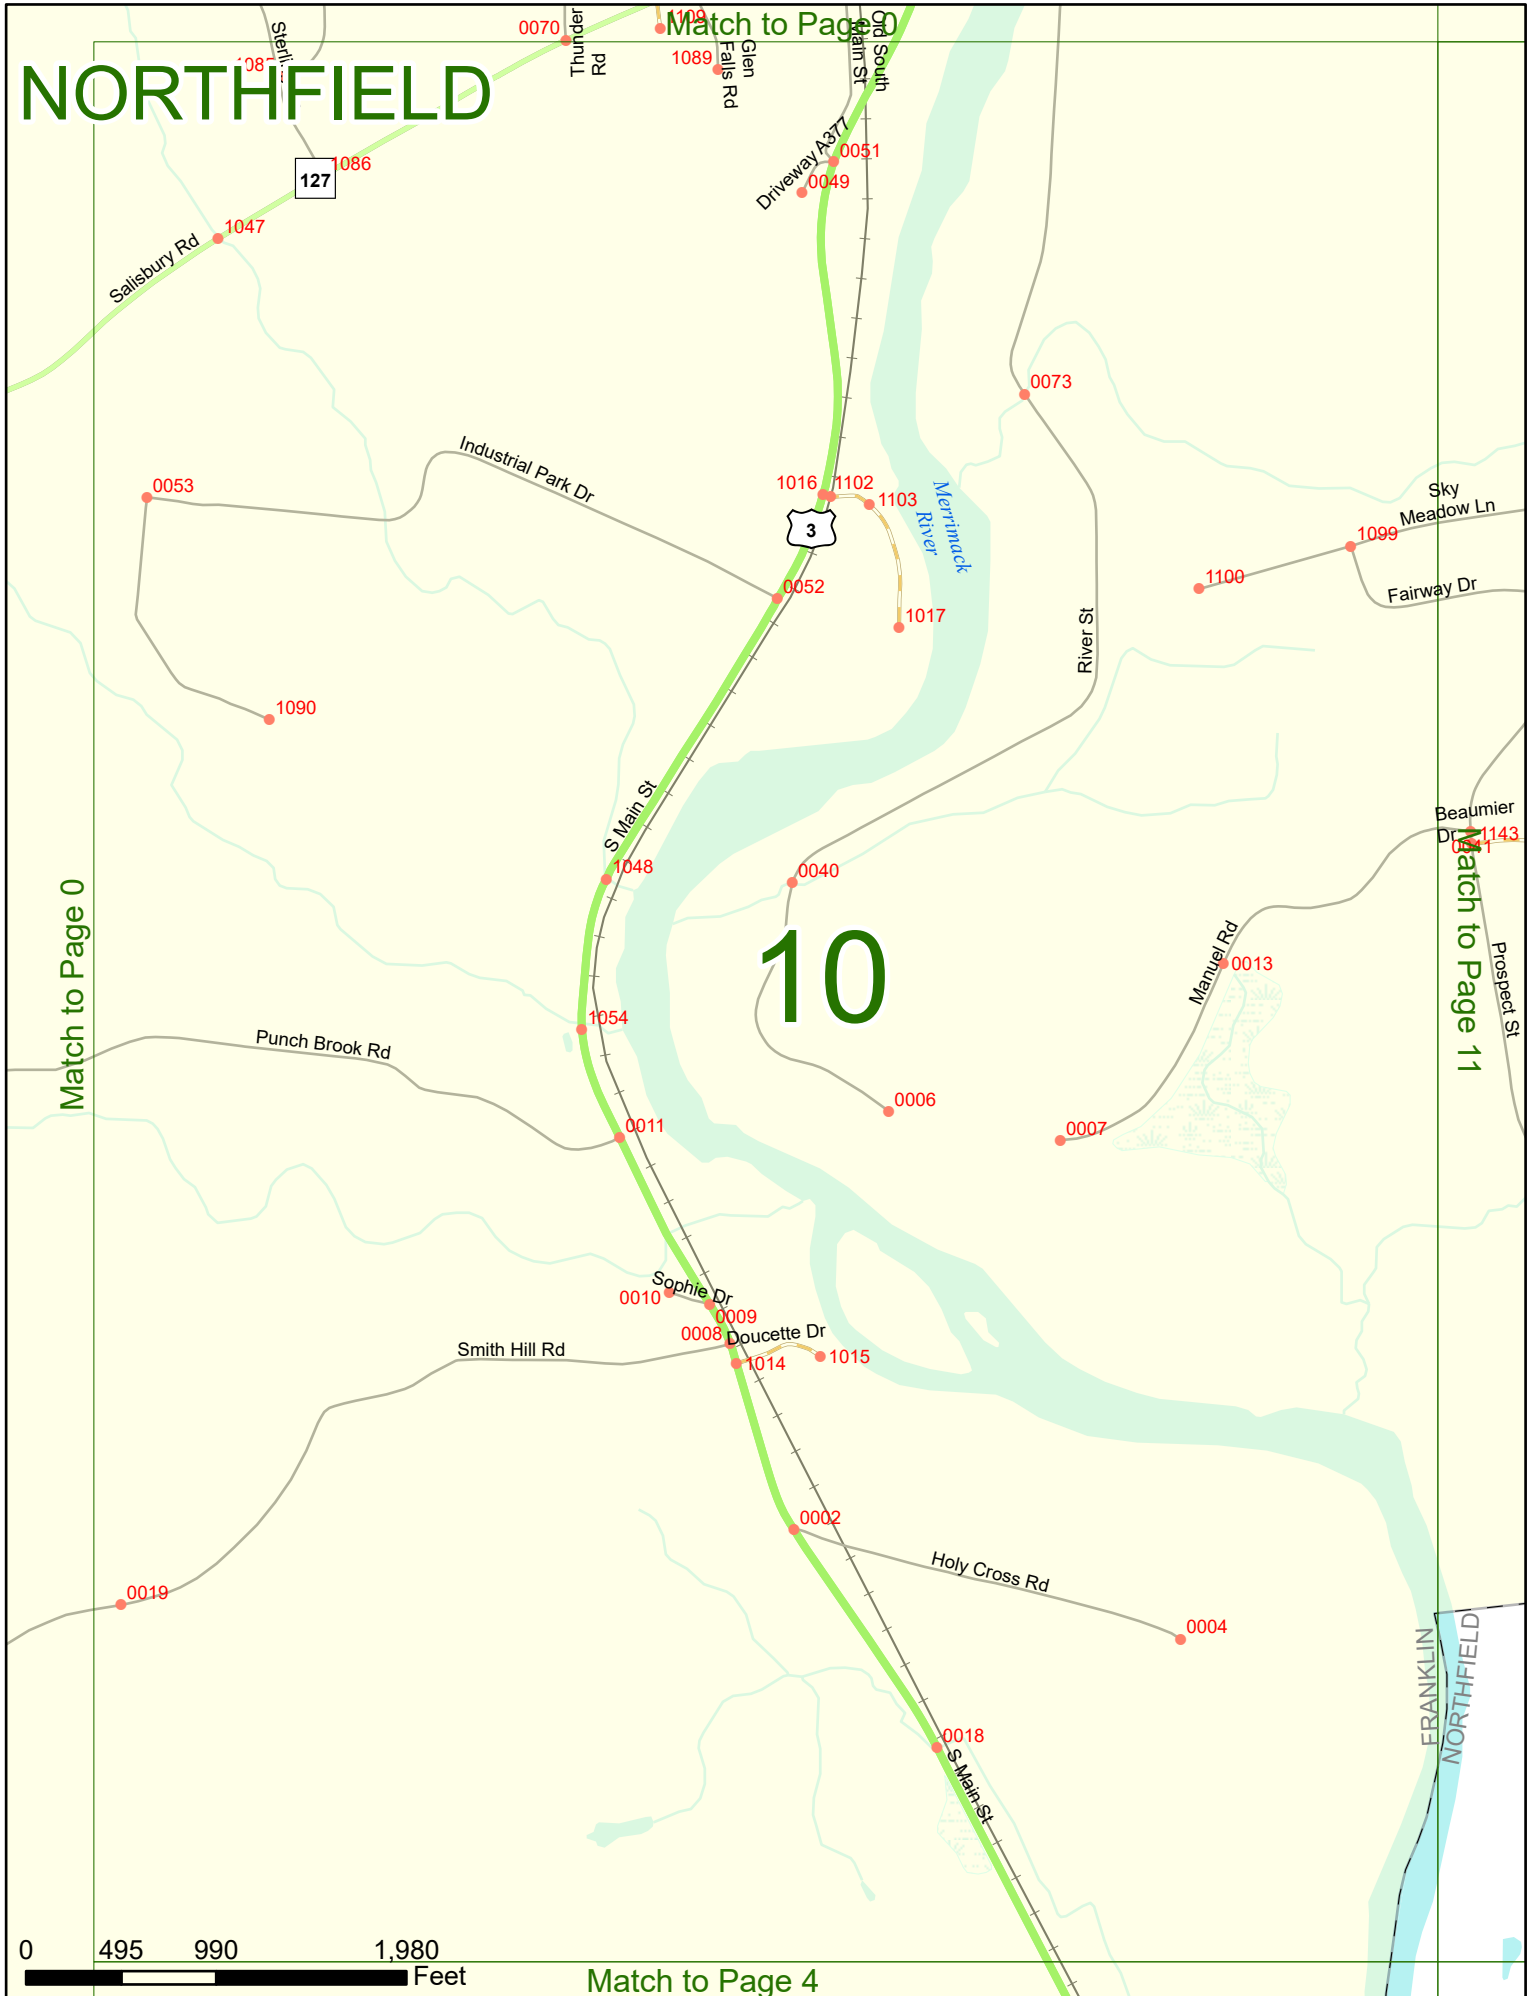 Match to Page 0
NORTHFIELD
0070
Thunder
Rd
1109
1089
Glen
Falls Rd
Old South
Main St
1086
127
Driveway A377
0051
0049
1047
Salisbury Rd
0073
Industrial Park Dr
0053
1016
1102
1103
3
Merrimack
River
Sky
Meadow Ln
1099
1100
Fairway Dr
0052
1017
River St
1090
S Main St
Beaumier
Dr
1143
0041
1048
0040
Match to Page 0
10
Match to Page 11
Manuel Rd
0013
Prospect St
1054
Punch Brook Rd
0006
0011
0007
Sophie Dr
0010
0009
0008
Doucette Dr
Smith Hill Rd
1014
1015
0002
Holy Cross Rd
0019
0004
FRANKLIN
NORTHFIELD
0018
S Main St
0 495 990 1,980
Feet
Match to Page 4